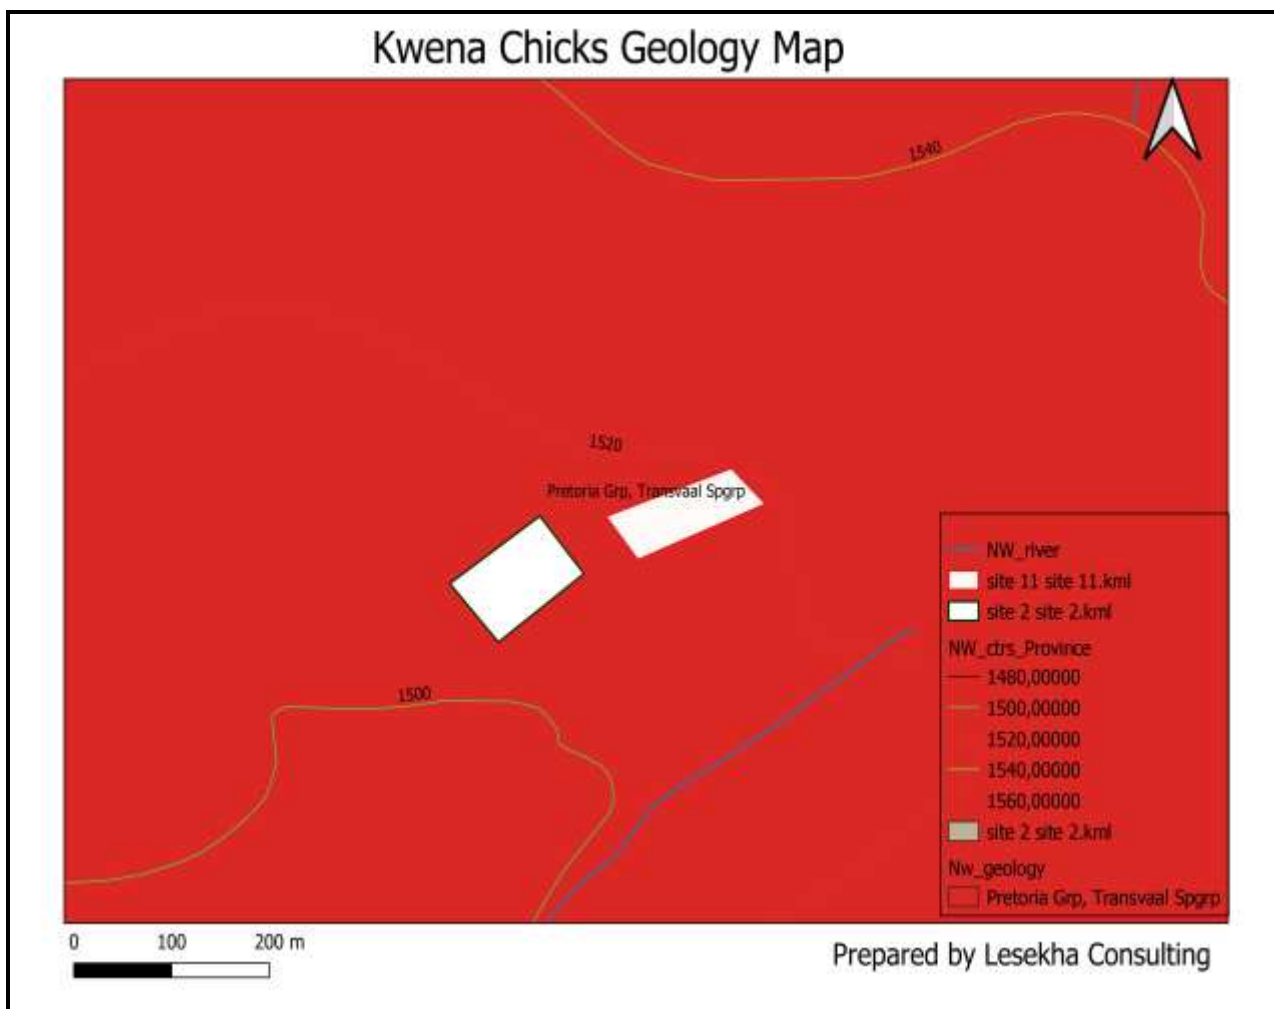 Kwena Chicks Geology Map
1540
1520
Pretoria Grp, Transvaal Spgrp
1500
NW_river
site 11 site 11.kml
site 2 site 2.kml
NW_ctrs_Province
1480,00000
1500,00000
1520,00000
1540,00000
1560,00000
site 2 site 2.kml
Nw_geology
Pretoria Grp, Transvaal Spgrp
0 100 200 m
Prepared by Lesekha Consulting